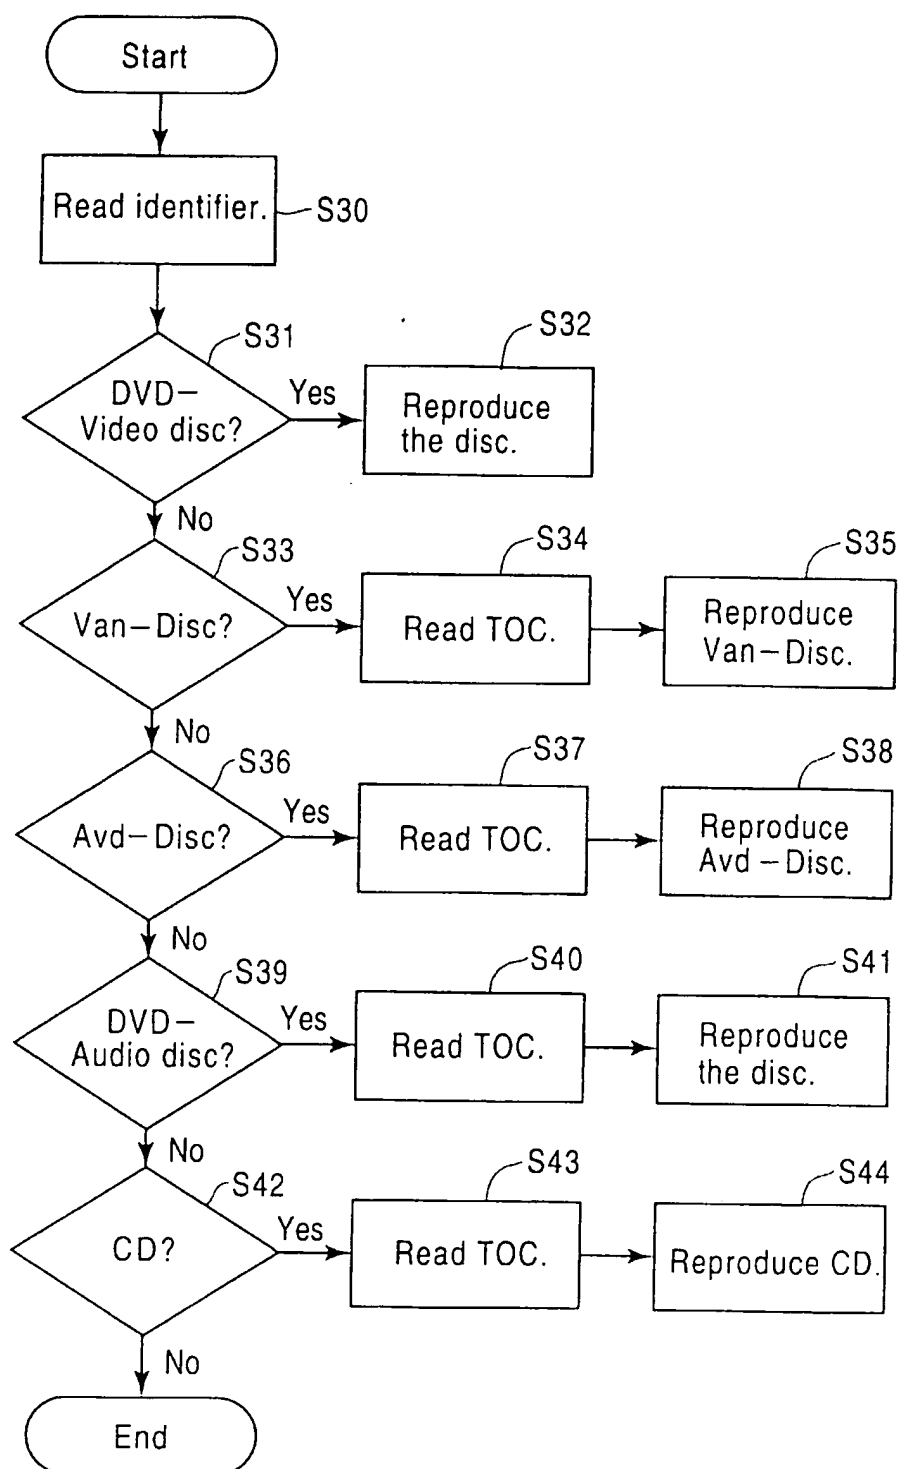 Start
Read identifier.
S30
S31
DVD–
Video disc?
Yes
S32
Reproduce
the disc.
No
S33
Van–Disc?
Yes
S34
Read TOC.
S35
Reproduce
Van–Disc.
No
S36
Avd–Disc?
Yes
S37
Read TOC.
S38
Reproduce
Avd–Disc.
No
S39
DVD–
Audio disc?
Yes
S40
Read TOC.
S41
Reproduce
the disc.
No
S42
CD?
Yes
S43
Read TOC.
S44
Reproduce CD.
No
End